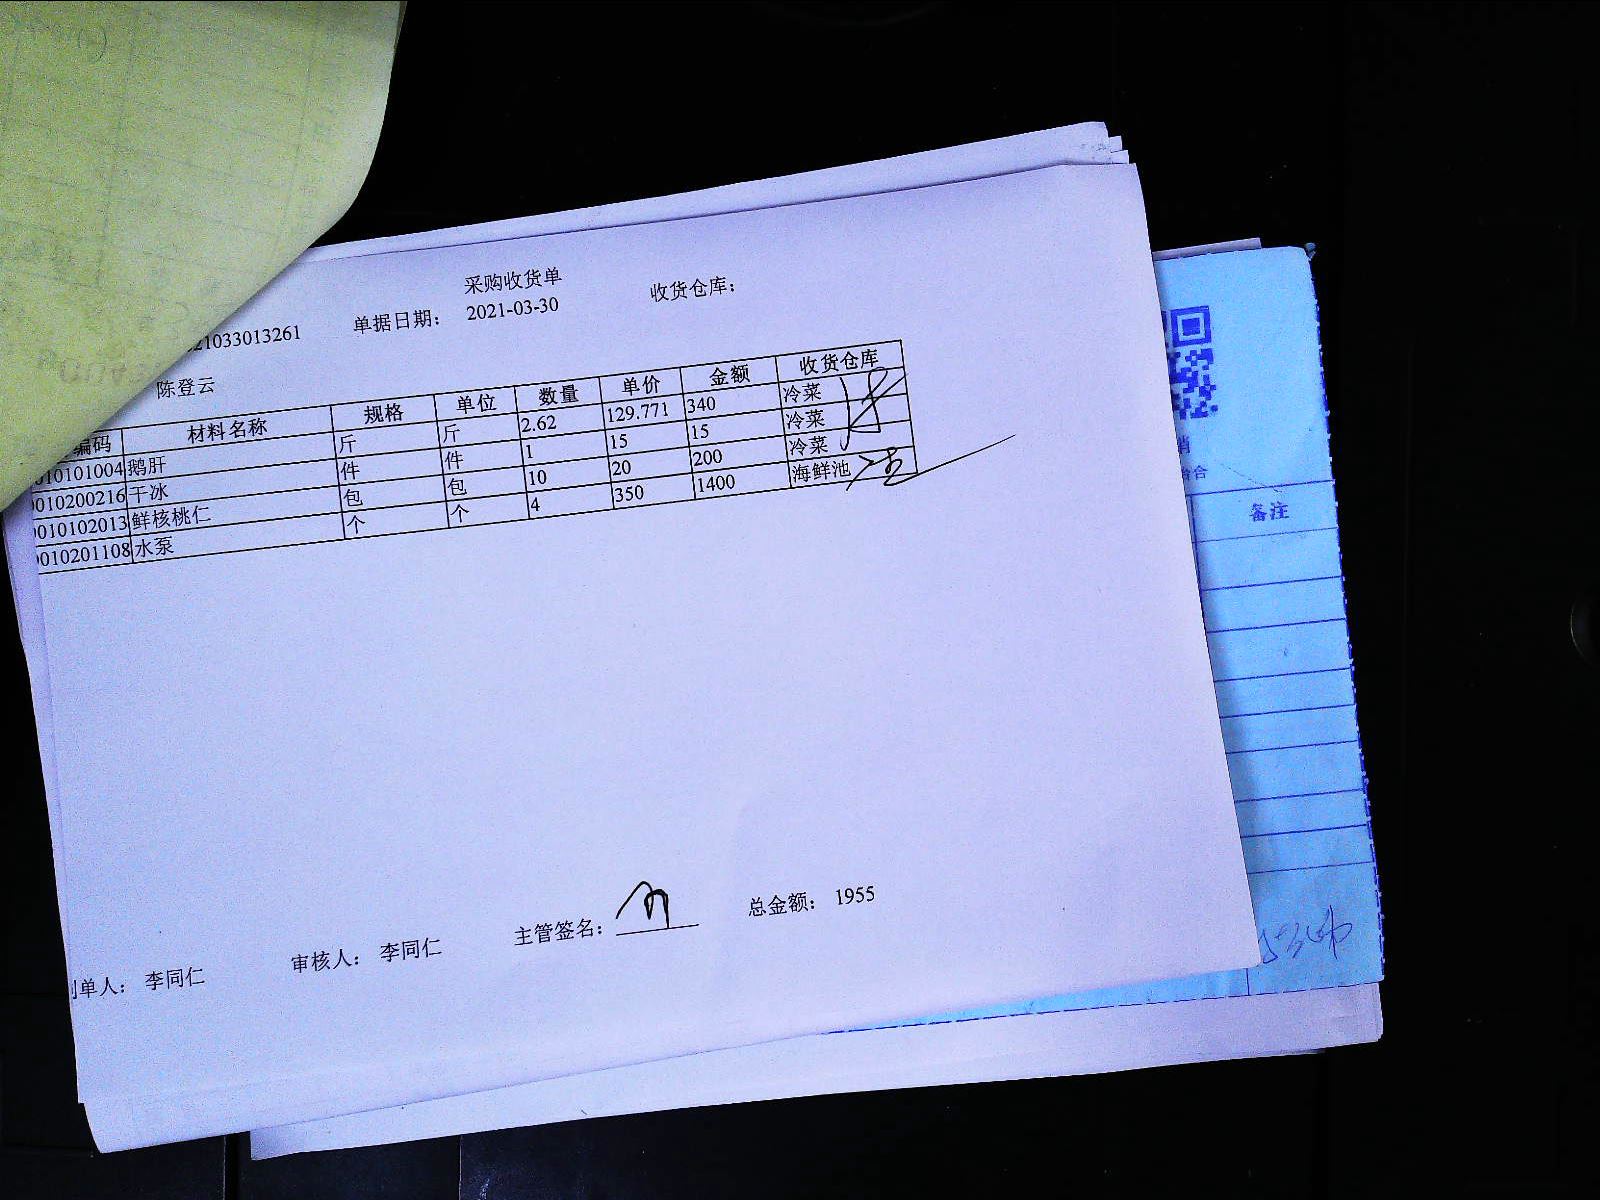 采购收货单
21033013261 单据日期: 2021-03-30 收货仓库:
陈登云
编码 材料名称 规格 单位 数量 单价 金额 收货仓库
010101004 鹅肝 斤 斤 2.62 129.771 340 冷菜
0010200216 干冰 件 件 1 15 15 冷菜
0010102013 鲜核桃仁 包 包 10 20 200 冷菜
0010201108 水泵 个 个 4 350 1400 海鲜池
单人: 李同仁 审核人: 李同仁 主管签名: 总金额: 1955
备注